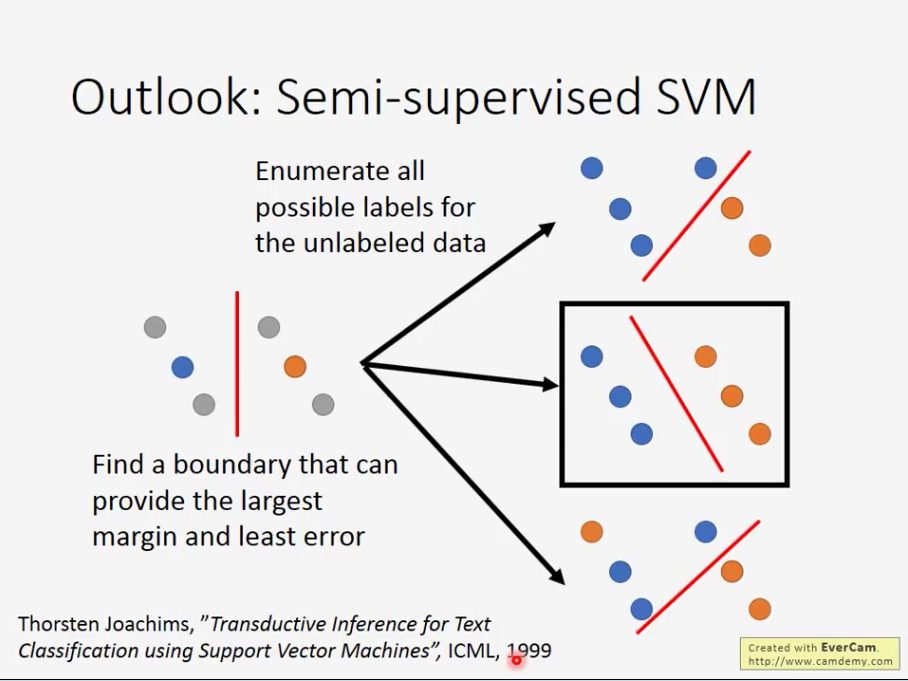 Outlook: Semi-supervised SVM
Enumerate all
possible labels for
the unlabeled data
Find a boundary that can
provide the largest
margin and least error
Thorsten Joachims, ”Transductive Inference for Text
Classification using Support Vector Machines”, ICML, 1999
Created with EverCam.
http://www.camdemy.com